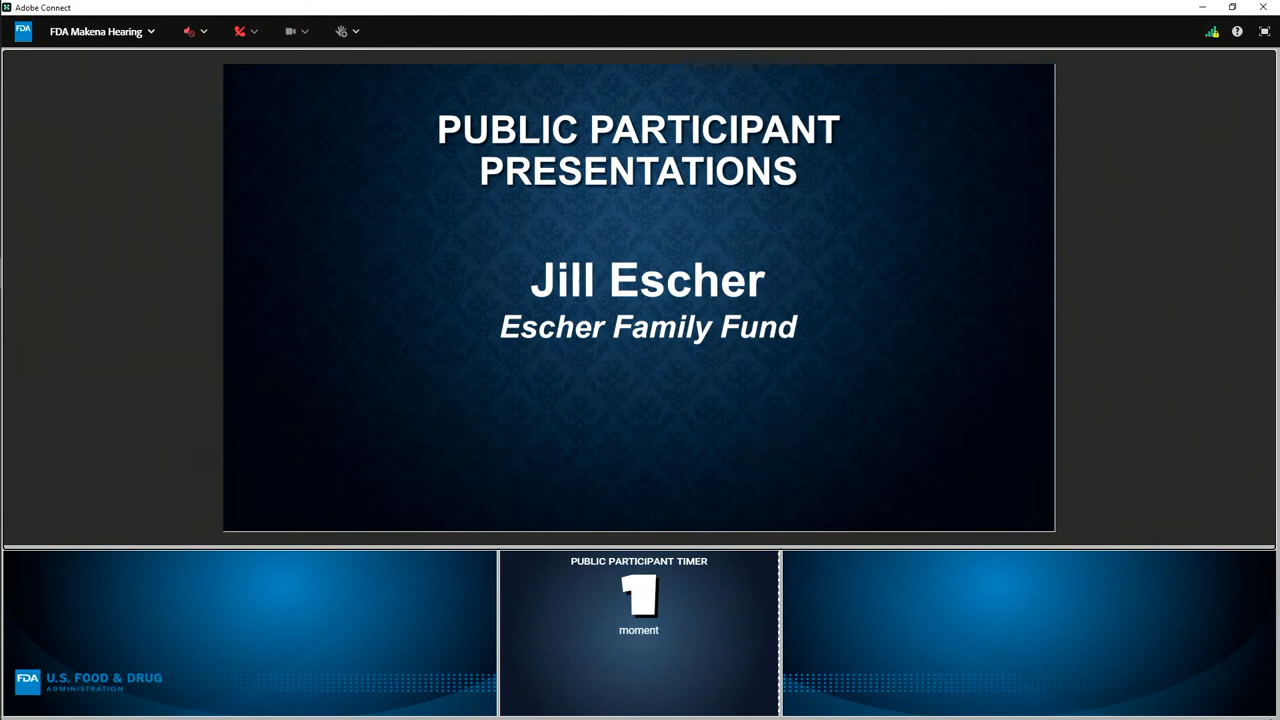 Adobe Connect
FDA
FDA Makena Hearing
PUBLIC PARTICIPANT
PRESENTATIONS
Jill Escher
Escher Family Fund
PUBLIC PARTICIPANT TIMER
1
moment
FDA
U.S. FOOD & DRUG
ADMINISTRATION